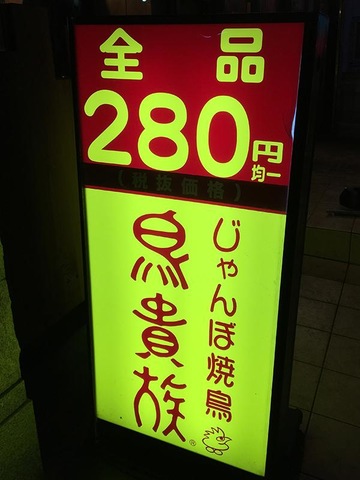 全品
280円均一
(税抜価格)
じゃんぼ焼鳥
鳥貴族®